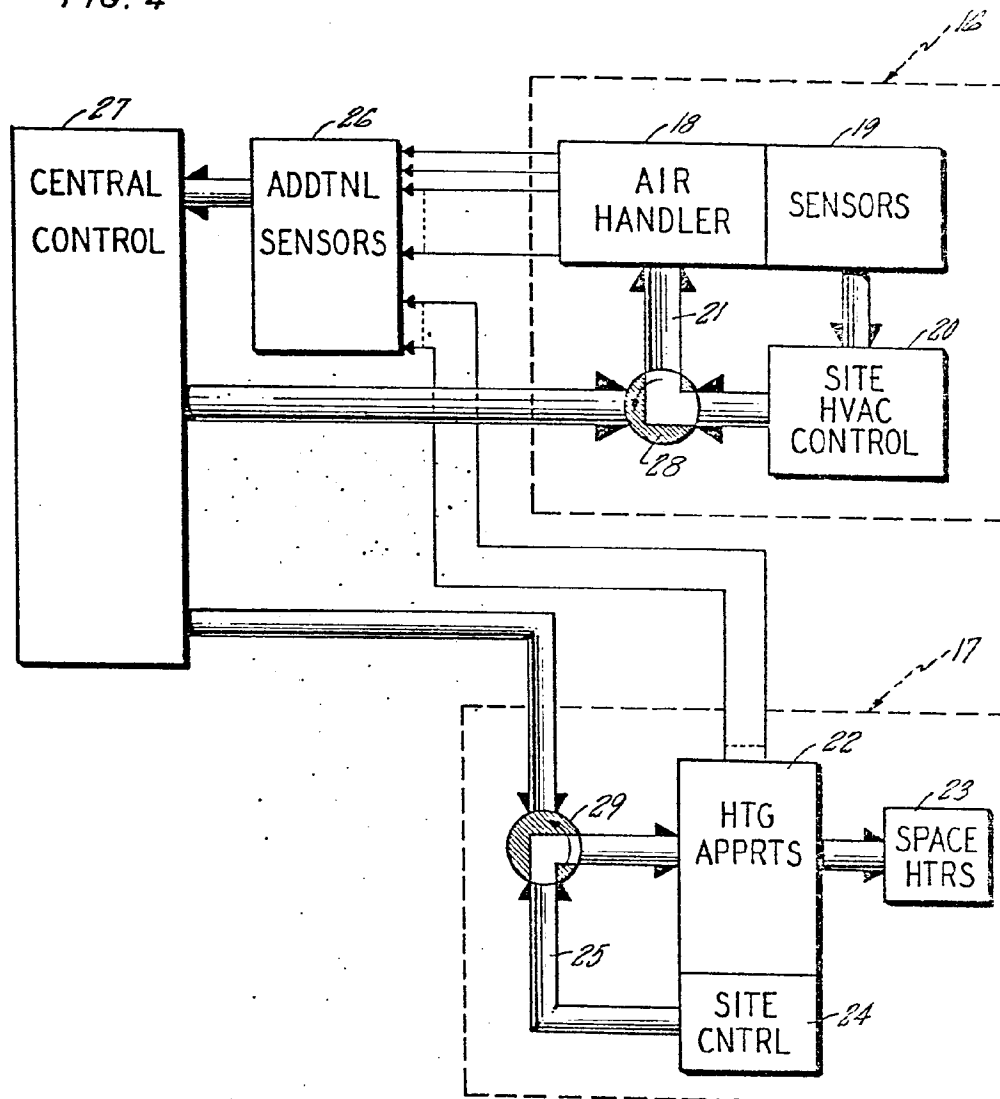 FIG. 4
16
27
CENTRAL
CONTROL
26
ADDTNL
SENSORS
18
AIR
HANDLER
19
SENSORS
21
20
SITE
HVAC
CONTROL
28
17
22
HTG
APPRTS
23
SPACE
HTRS
29
25
SITE
CNTRL
24